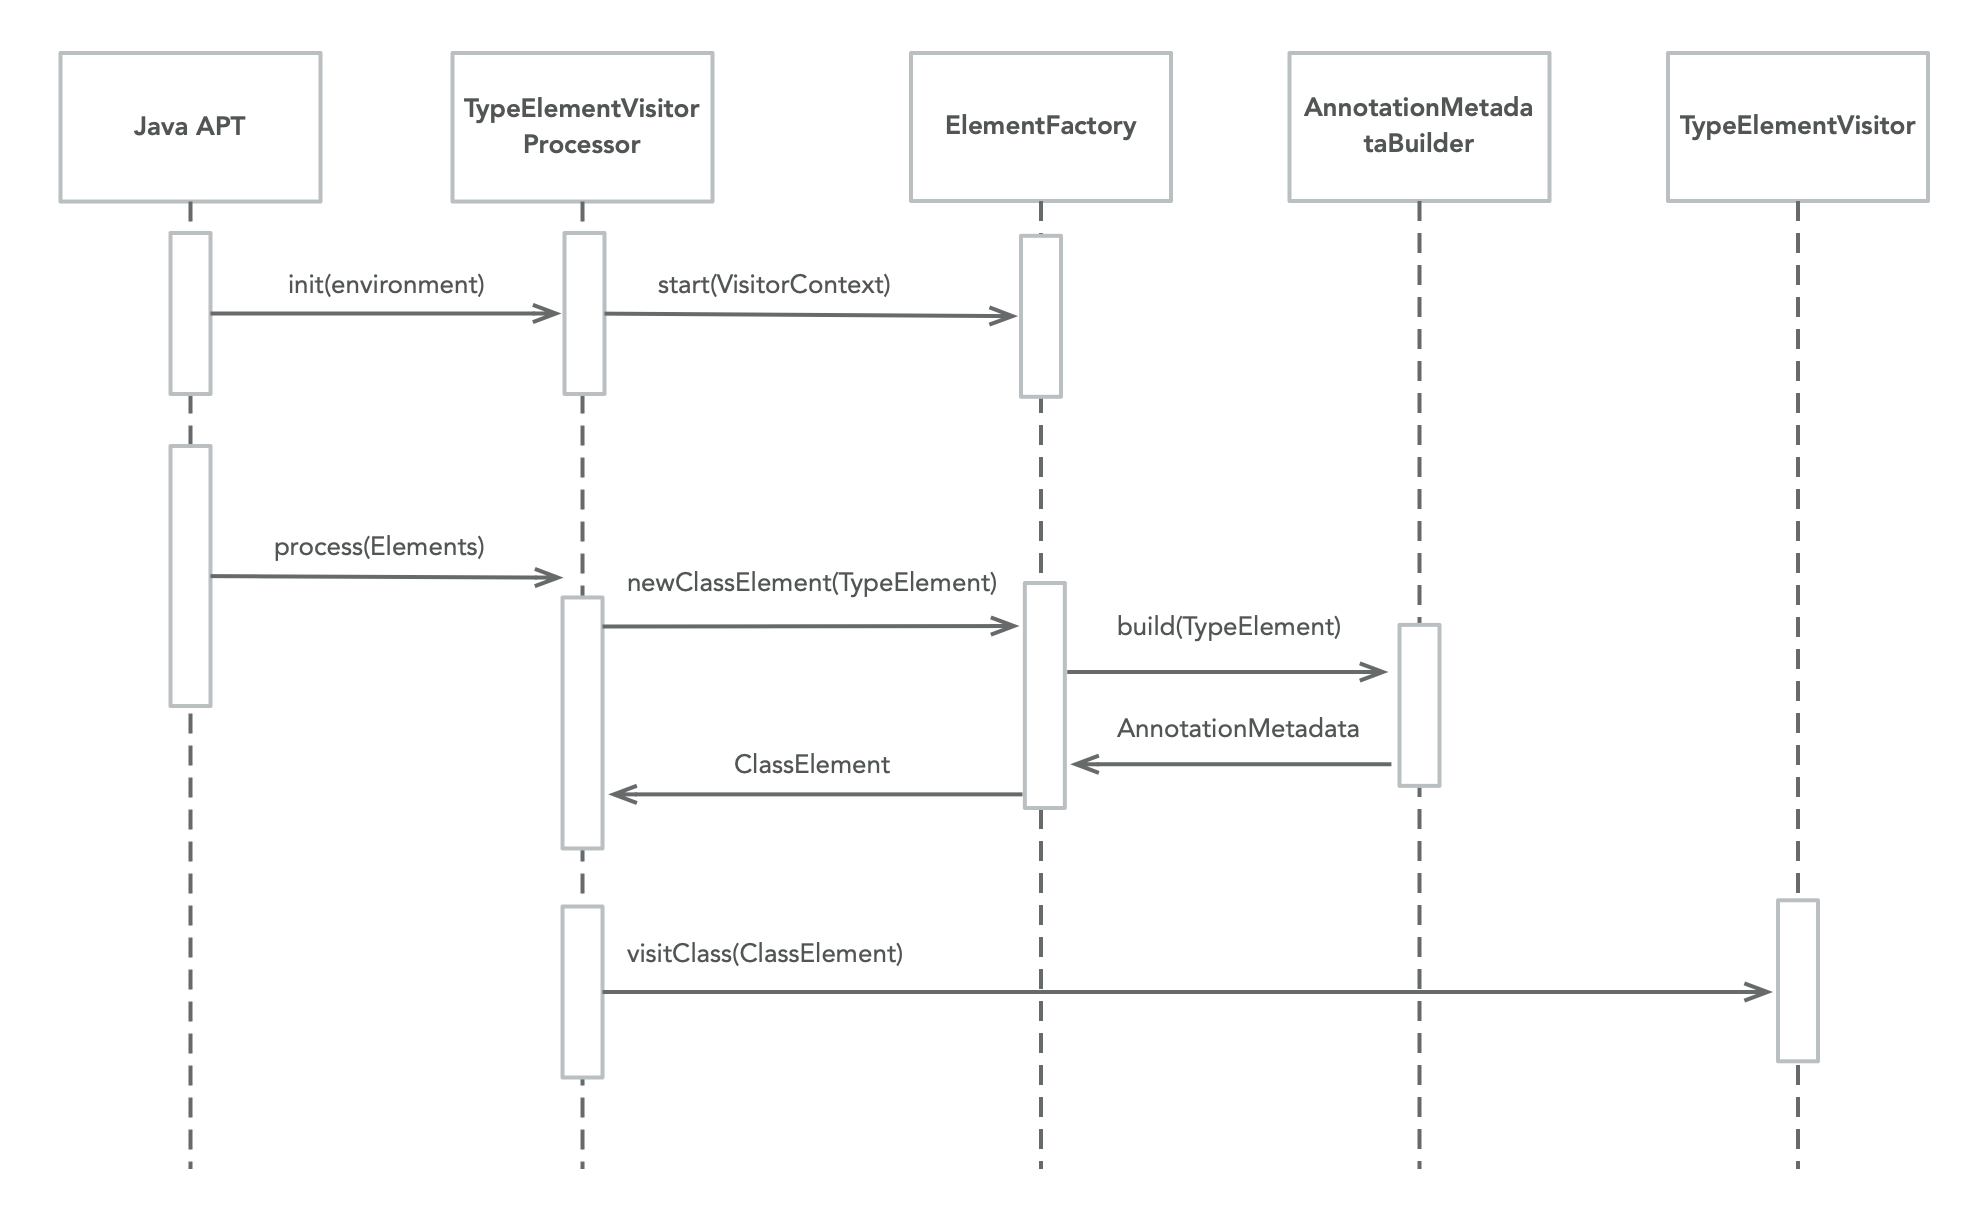 Java APT
TypeElementVisitor
Processor
ElementFactory
AnnotationMetada
taBuilder
TypeElementVisitor
init(environment)
start(VisitorContext)
process(Elements)
newClassElement(TypeElement)
build(TypeElement)
AnnotationMetadata
ClassElement
visitClass(ClassElement)